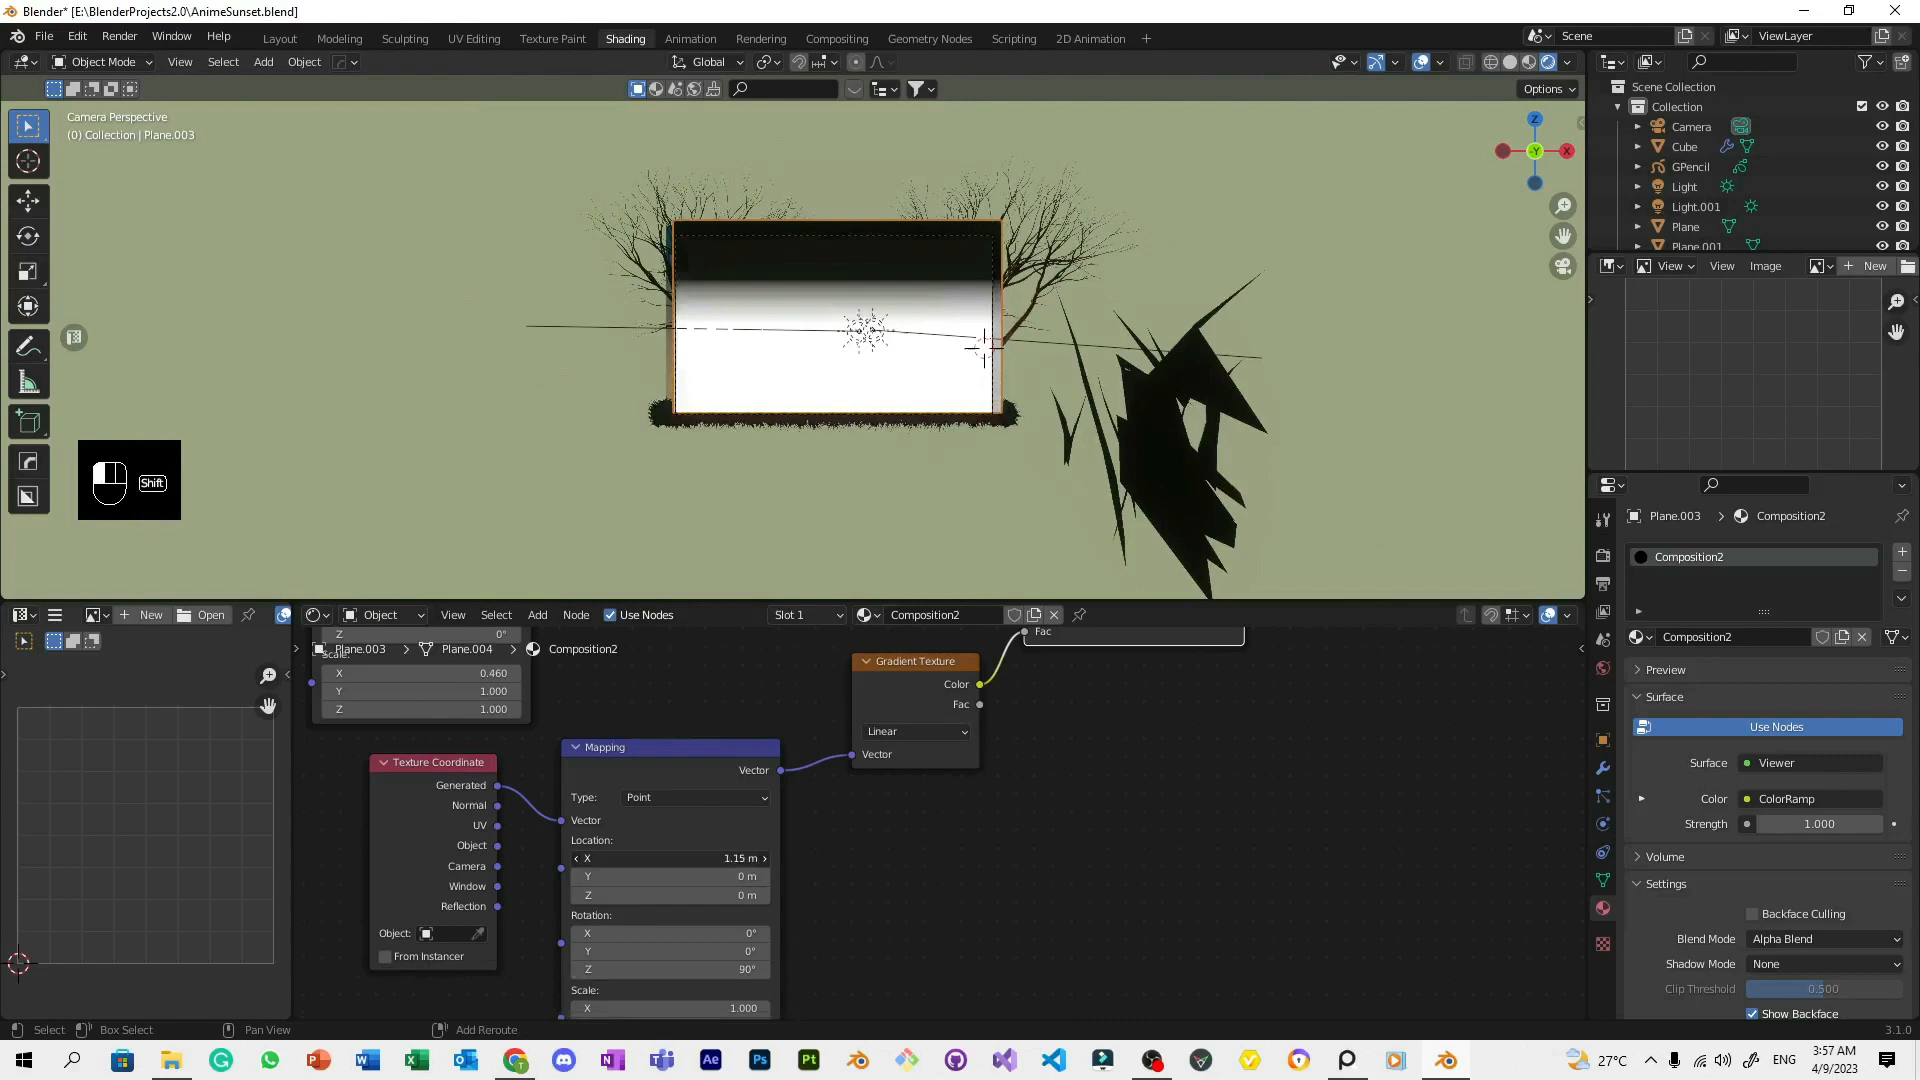 Blender* [E:\BlenderProjects2.0\AnimeSunset.blend]
File Edit Render Window Help
Layout Modeling Sculpting UV Editing Texture Paint Shading Animation Rendering Compositing Geometry Nodes Scripting 2D Animation +
Scene
ViewLayer
Object Mode View Select Add Object Global
Options
Camera Perspective
(0) Collection | Plane.003
Z
-Y
X
Scene Collection
Collection
Camera
Cube
GPencil
Light
Light.001
Plane
Plane.001
View View Image New
Shift
Plane.003 > Composition2
Composition2
Composition2
Preview
Surface
Use Nodes
Surface Viewer
Color ColorRamp
Strength 1.000
Volume
Settings
Backface Culling
Blend Mode Alpha Blend
Shadow Mode None
Clip Threshold 0.500
Show Backface
New Open
Object View Select Add Node Use Nodes Slot 1 Composition2
Z 0°
Plane.003 > Plane.004 > Composition2
Scale:
X 0.460
Y 1.000
Z 1.000
Fac
Gradient Texture
Color
Fac
Linear
Vector
Texture Coordinate
Generated
Normal
UV
Object
Camera
Window
Reflection
Object:
From Instancer
Mapping
Vector
Type: Point
Vector
Location:
X 1.15 m
Y 0 m
Z 0 m
Rotation:
X 0°
Y 0°
Z 90°
Scale:
X 1.000
Select Box Select Pan View Add Reroute 3.1.0
27°C ENG 3:57 AM
4/9/2023